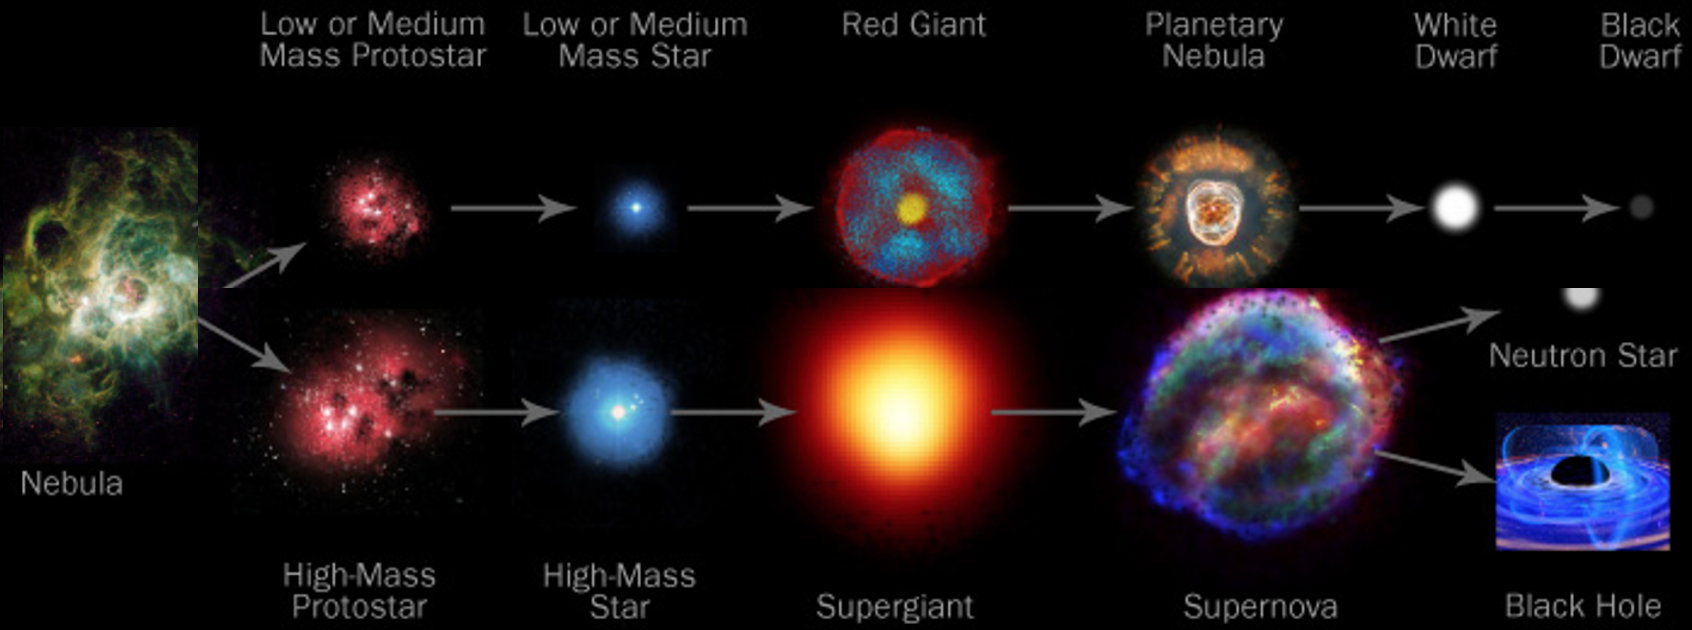 Low or Medium
Mass Protostar
Low or Medium
Mass Star
Red Giant
Planetary
Nebula
White
Dwarf
Black
Dwarf
Neutron Star
Nebula
High-Mass
Protostar
High-Mass
Star
Supergiant
Supernova
Black Hole